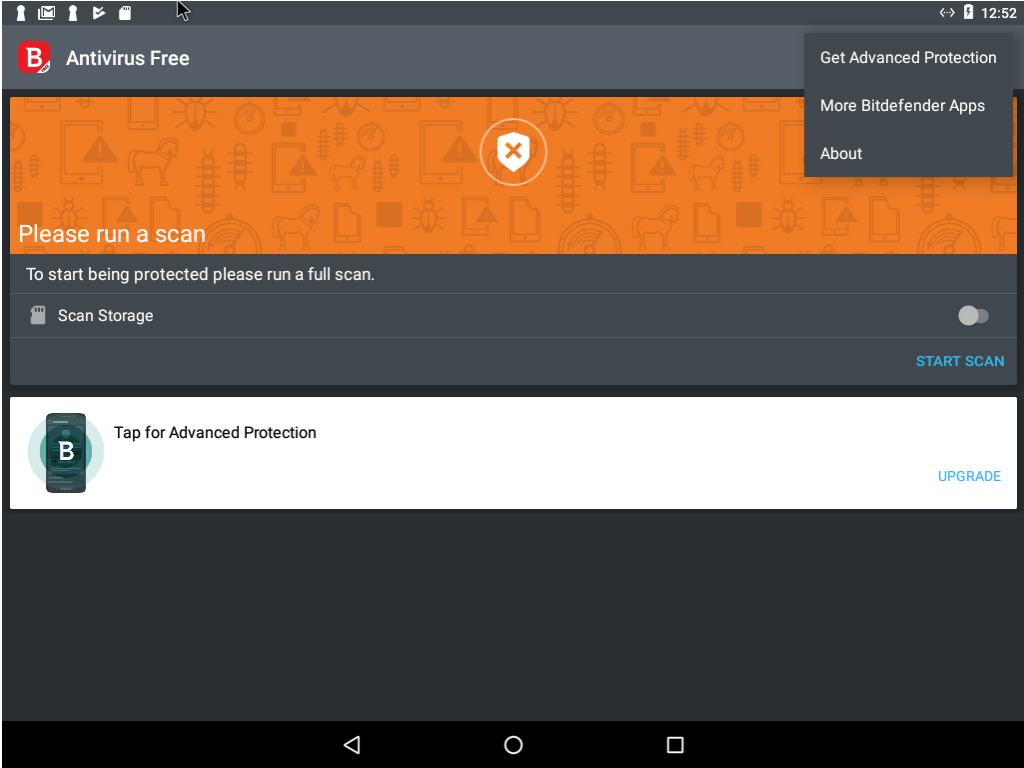 12:52
B
Antivirus Free
Get Advanced Protection
More Bitdefender Apps
About
Please run a scan
To start being protected please run a full scan.
Scan Storage
START SCAN
B
Tap for Advanced Protection
UPGRADE